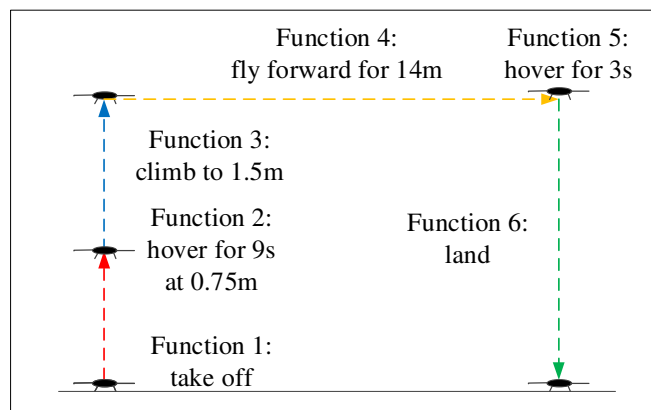 Function 4:
fly forward for 14m
Function 5:
hover for 3s
Function 3:
climb to 1.5m
Function 2:
hover for 9s
at 0.75m
Function 6:
land
Function 1:
take off